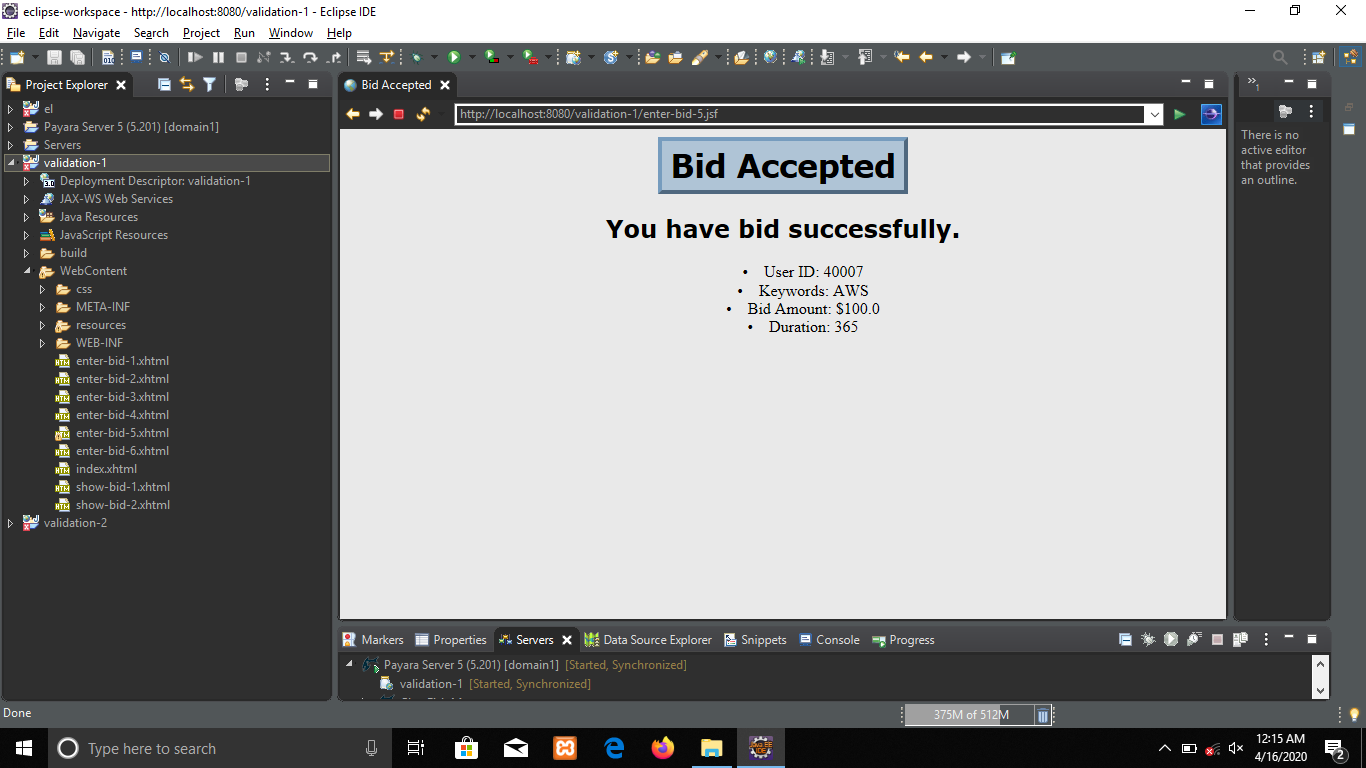 eclipse-workspace - http://localhost:8080/validation-1 - Eclipse IDE
File Edit Navigate Search Project Run Window Help
Project Explorer
el
Payara Server 5 (5.201) [domain1]
Servers
validation-1
Deployment Descriptor: validation-1
JAX-WS Web Services
Java Resources
JavaScript Resources
build
WebContent
css
META-INF
resources
WEB-INF
enter-bid-1.xhtml
enter-bid-2.xhtml
enter-bid-3.xhtml
enter-bid-4.xhtml
enter-bid-5.xhtml
enter-bid-6.xhtml
index.xhtml
show-bid-1.xhtml
show-bid-2.xhtml
validation-2
Bid Accepted
http://localhost:8080/validation-1/enter-bid-5.jsf
Bid Accepted
You have bid successfully.
• User ID: 40007
• Keywords: AWS
• Bid Amount: $100.0
• Duration: 365
»1
There is no
active editor
that provides
an outline.
Markers Properties Servers Data Source Explorer Snippets Console Progress
Payara Server 5 (5.201) [domain1] [Started, Synchronized]
validation-1 [Started, Synchronized]
Done
375M of 512M
Type here to search
12:15 AM
4/16/2020
2